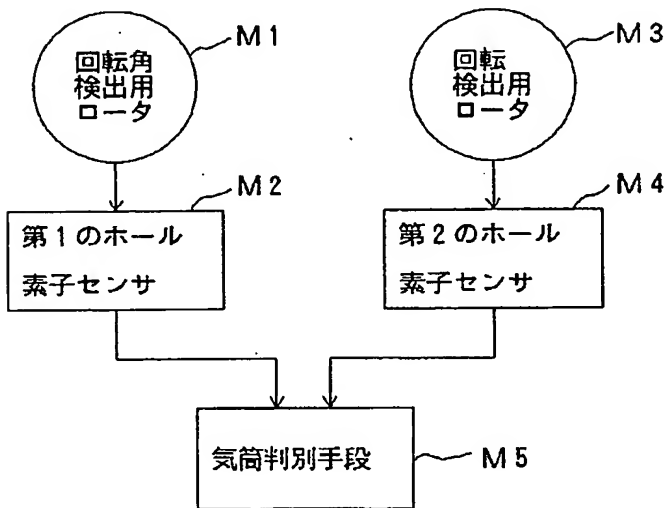 M1
回転角
検出用
ロータ
M3
回転
検出用
ロータ
M2
第1のホール
素子センサ
M4
第2のホール
素子センサ
気筒判別手段
M5